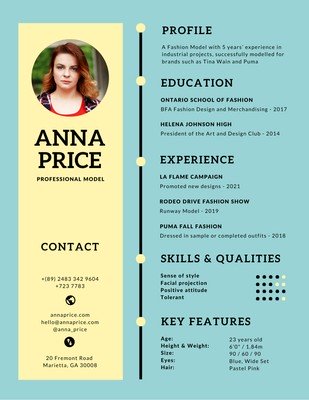 ANNA
PRICE
PROFESSIONAL MODEL
CONTACT
+(89) 2483 342 9604
+723 7783
annaprice.com
hello@annaprice.com
@anna_price
20 Fremont Road
Marietta, GA 30008
PROFILE
A Fashion Model with 5 years' experience in
industrial projects, successfully modelled for
brands such as Tina Wain and Puma
EDUCATION
ONTARIO SCHOOL OF FASHION
BFA Fashion Design and Merchandising - 2017
HELENA JOHNSON HIGH
President of the Art and Design Club - 2014
EXPERIENCE
LA FLAME CAMPAIGN
Promoted new designs - 2021
RODEO DRIVE FASHION SHOW
Runway Model - 2019
PUMA FALL FASHION
Dressed in sample or completed outfits - 2018
SKILLS & QUALITIES
Sense of style
Facial projection
Positive attitude
Tolerant
KEY FEATURES
Age: 23 years old
Height & Weight: 6'0" / 1.84m
Size: 90 / 60 / 90
Eyes: Blue, Wide Set
Hair: Pastel Pink